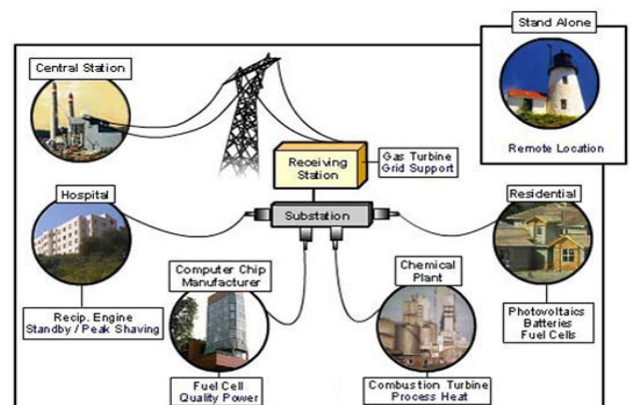 Stand Alone
Remote Location
Central Station
Receiving
Station
Gas Turbine
Grid Support
Hospital
Substation
Residential
Recip. Engine
Standby / Peak Shaving
Computer Chip
Manufacturer
Chemical
Plant
Photovoltaics
Batteries
Fuel Cells
Fuel Cell
Quality Power
Combustion Turbine
Process Heat